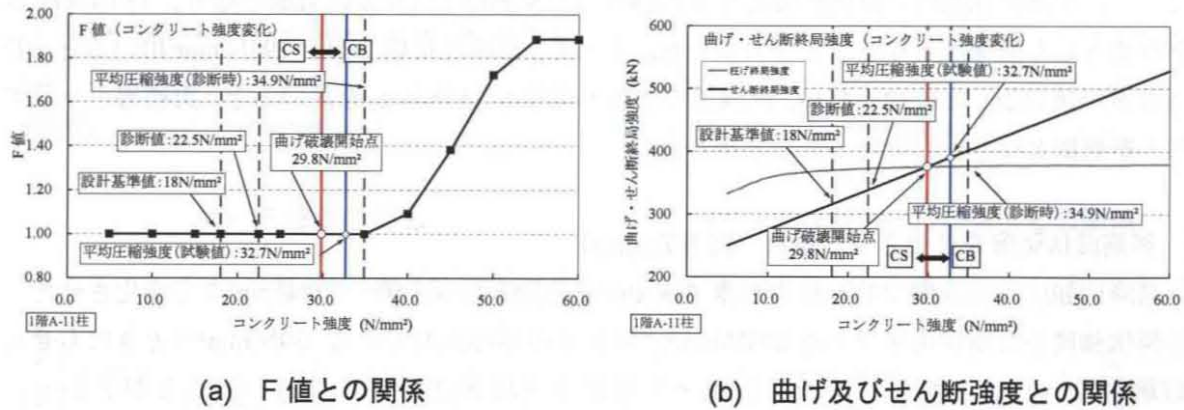 F値(コンクリート強度変化)
CS
CB
平均圧縮強度(診断時):34.9N/mm²
診断値:22.5N/mm²
曲げ破壊開始点
29.8N/mm²
設計基準値:18N/mm²
平均圧縮強度(試験値):32.7N/mm²
F値
2.00
1.80
1.60
1.40
1.20
1.00
0.80
0.0
10.0
20.0
30.0
40.0
50.0
60.0
1階A-11柱
コンクリート強度 (N/mm²)
(a) F値との関係
曲げ・せん断終局強度(コンクリート強度変化)
曲げ終局強度
せん断終局強度
平均圧縮強度(試験値):32.7N/mm²
診断値:22.5N/mm²
設計基準値:18N/mm²
平均圧縮強度(診断時):34.9N/mm²
曲げ破壊開始点
29.8N/mm²
CS
CB
曲げ・せん断終局強度 (kN)
600
500
400
300
200
0.0
10.0
20.0
30.0
40.0
50.0
60.0
1階A-11柱
コンクリート強度 (N/mm²)
(b) 曲げ及びせん断強度との関係